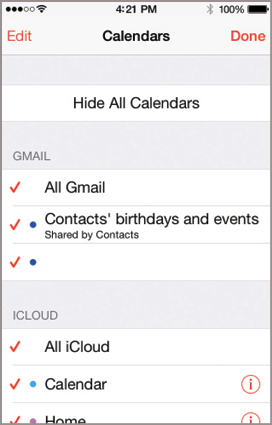 4:21 PM 100%
Edit Calendars Done
Hide All Calendars
GMAIL
All Gmail
Contacts' birthdays and events
Shared by Contacts
ICLOUD
All iCloud
Calendar
Home